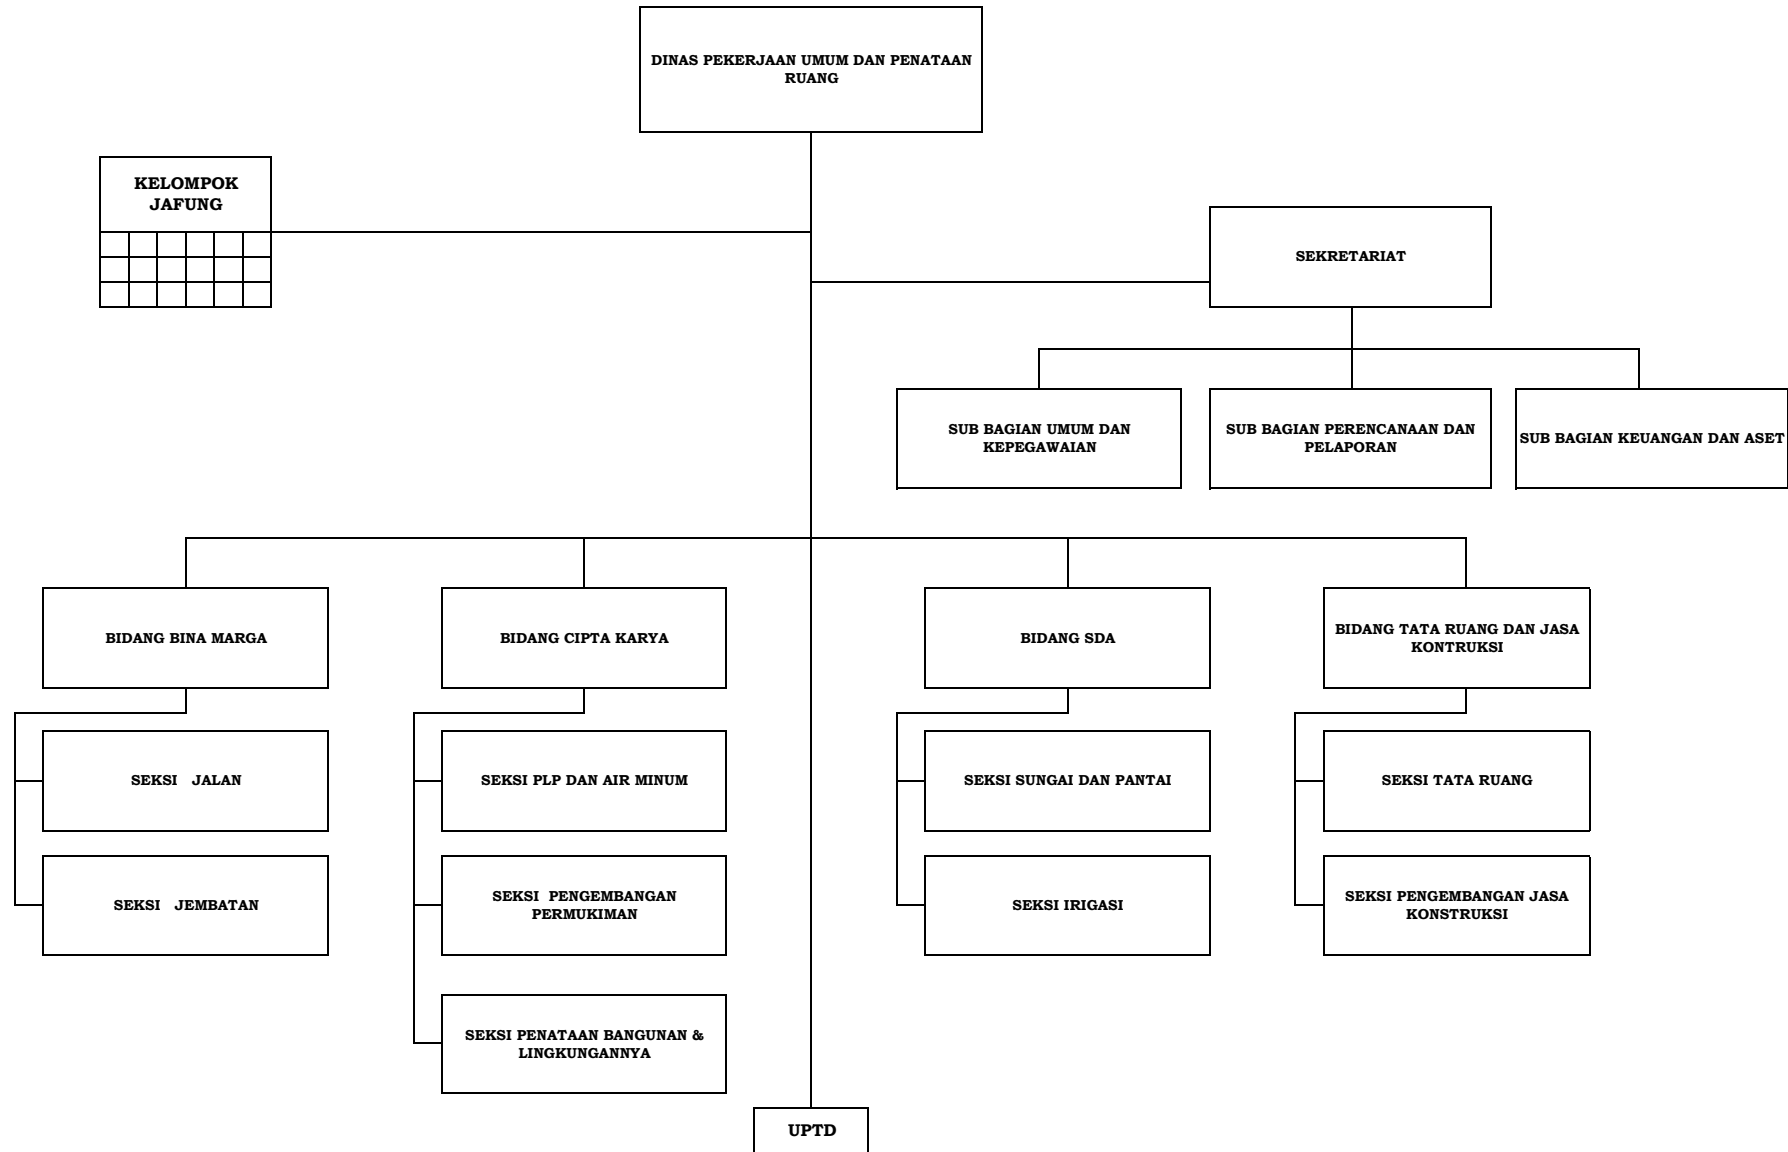 DINAS PEKERJAAN UMUM DAN PENATAAN
RUANG
KELOMPOK
JAFUNG
SEKRETARIAT
SUB BAGIAN UMUM DAN
KEPEGAWAIAN
SUB BAGIAN PERENCANAAN DAN
PELAPORAN
SUB BAGIAN KEUANGAN DAN ASET
BIDANG BINA MARGA
BIDANG CIPTA KARYA
BIDANG SDA
BIDANG TATA RUANG DAN JASA
KONTRUKSI
SEKSI JALAN
SEKSI PLP DAN AIR MINUM
SEKSI SUNGAI DAN PANTAI
SEKSI TATA RUANG
SEKSI JEMBATAN
SEKSI PENGEMBANGAN
PERMUKIMAN
SEKSI IRIGASI
SEKSI PENGEMBANGAN JASA
KONSTRUKSI
SEKSI PENATAAN BANGUNAN &
LINGKUNGANNYA
UPTD